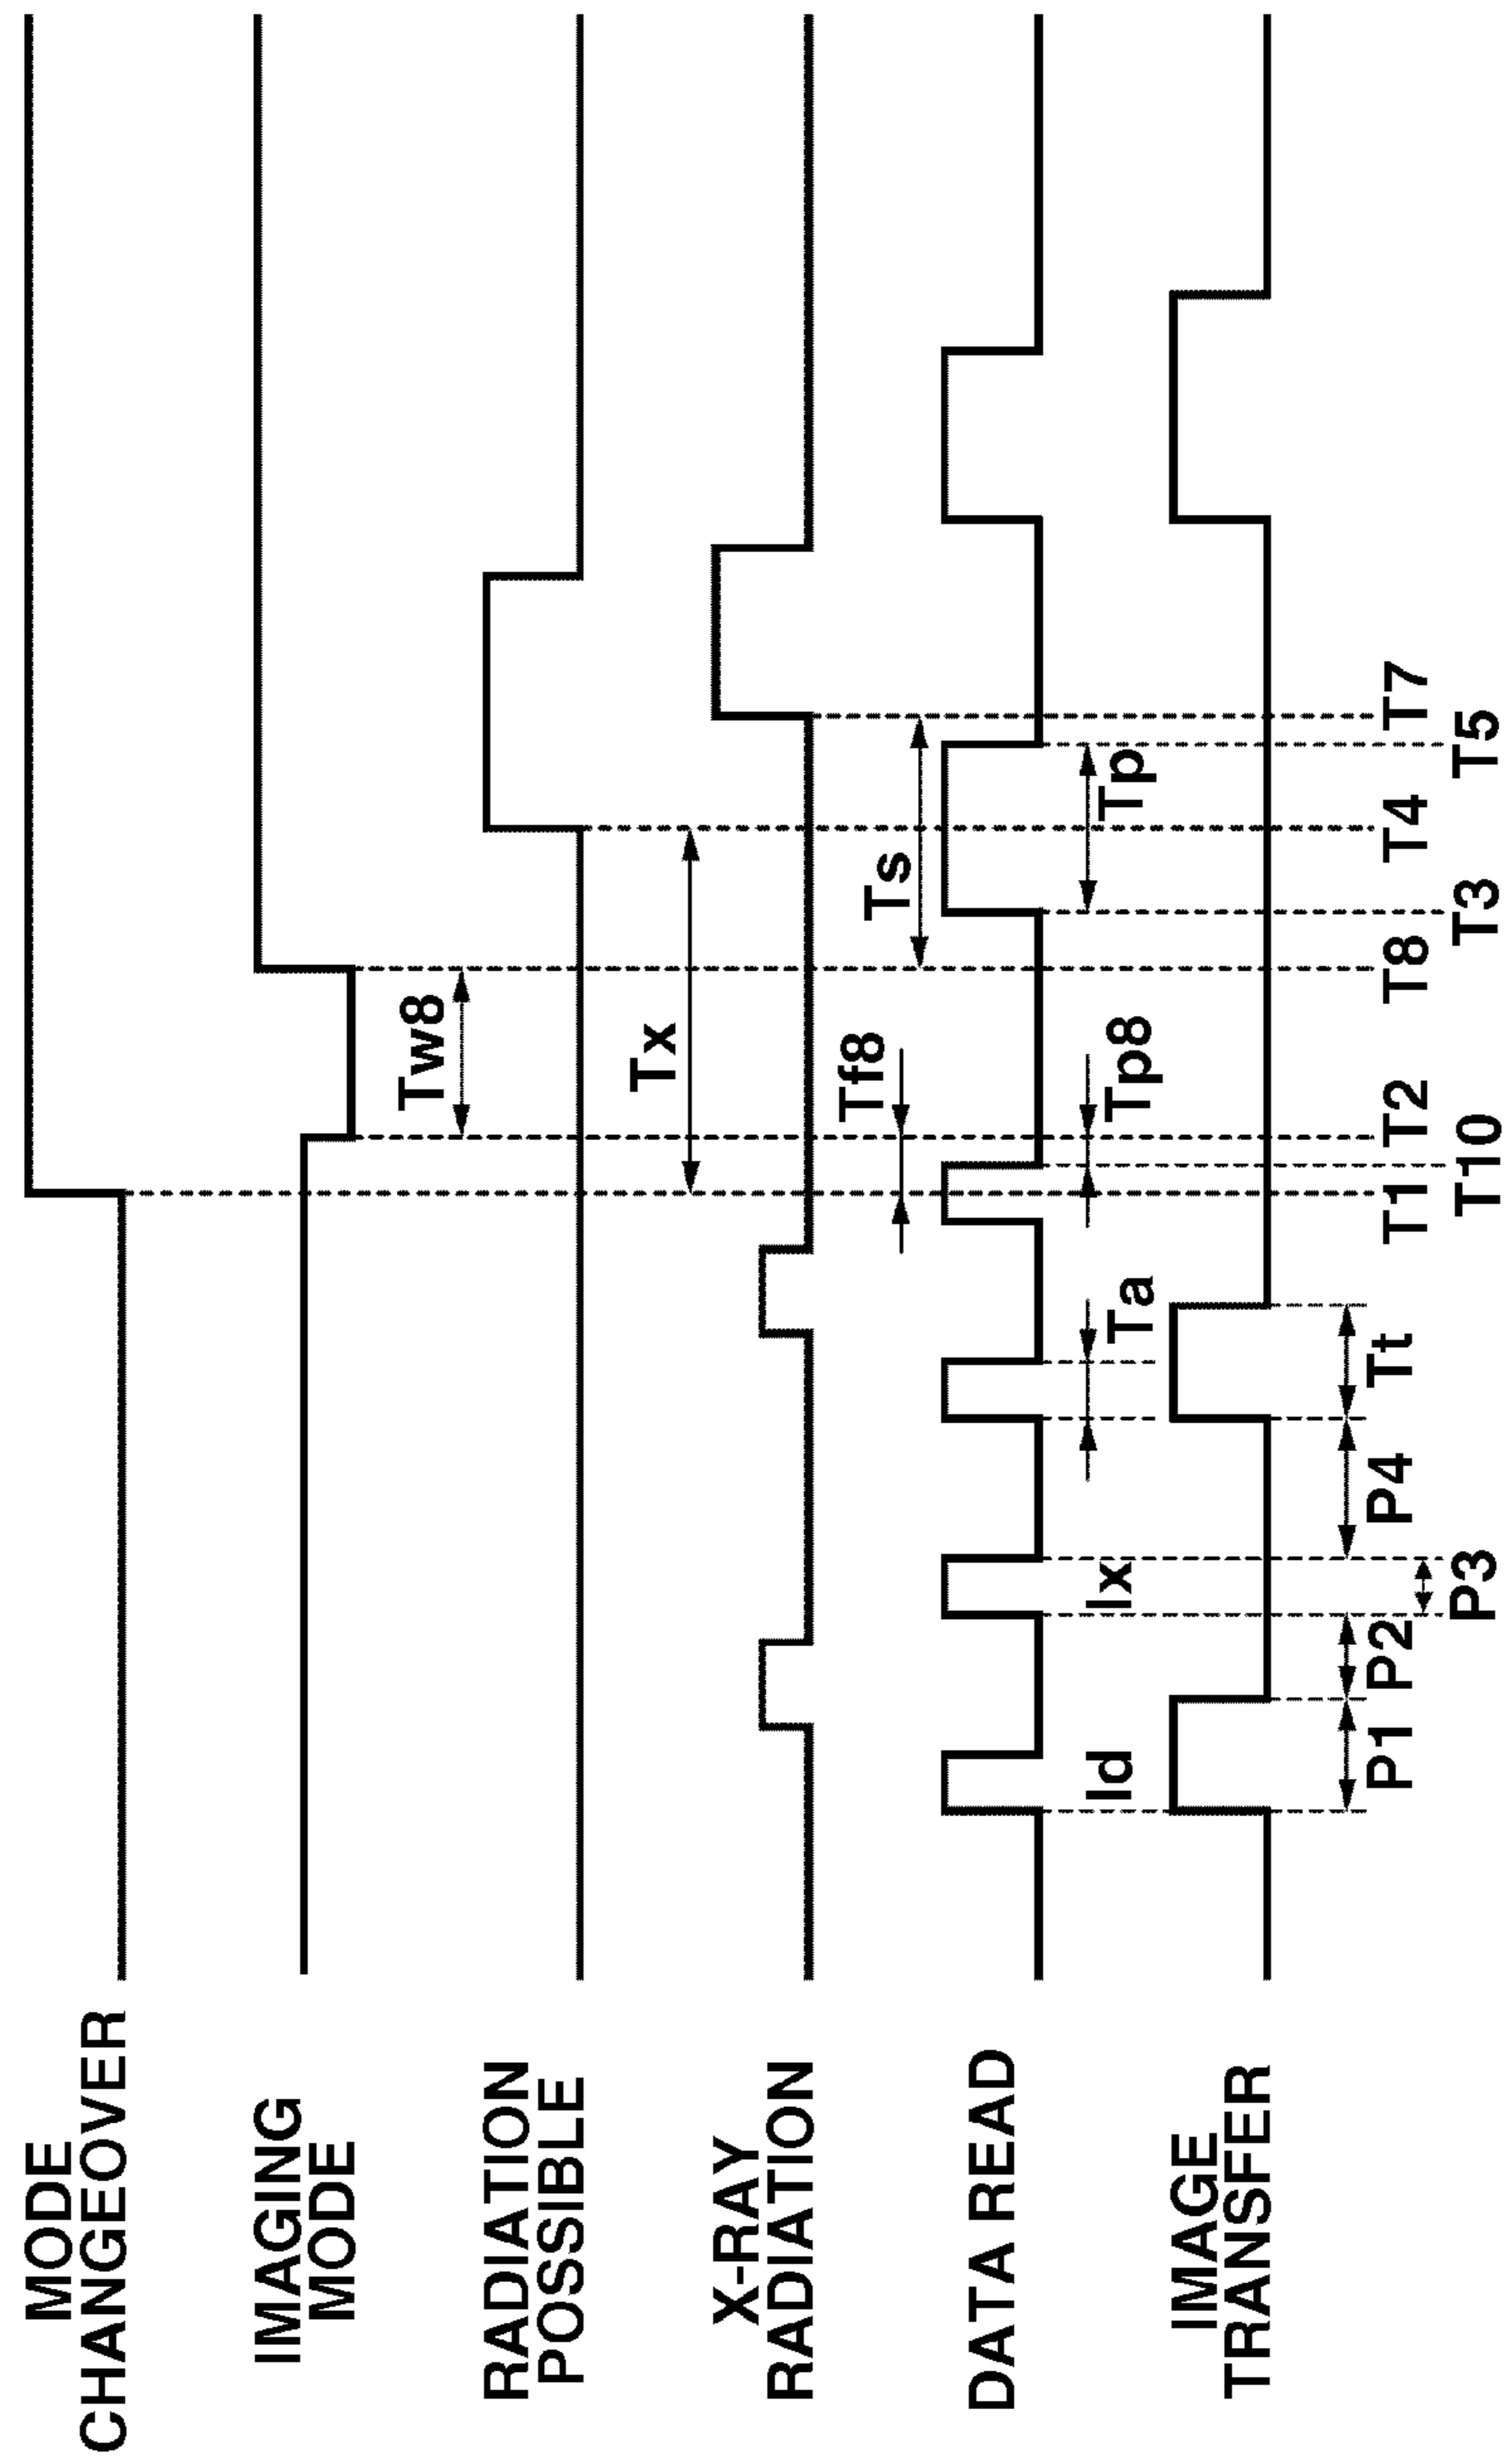 MODE
CHANGEOVER
IMAGING
MODE
Tw8
RADIATION
POSSIBLE
Tx
X-RAY
RADIATION
Tf8
Ts
DATA READ
Id
Ix
Ta
Tp8
Tp
IMAGE
TRANSFER
P1
P2
P4
Tt
T1
T2
T8
T4
T7
P3
T10
T3
T5